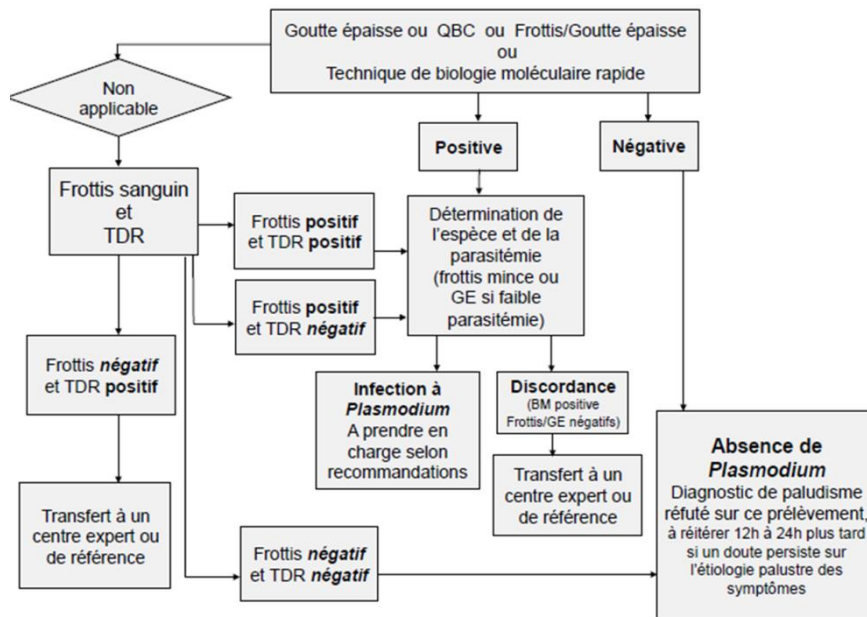 Goutte épaisse ou QBC ou Frottis/Goutte épaisse
ou
Technique de biologie moléculaire rapide
Non
applicable
Positive
Négative
Frottis sanguin
et
TDR
Frottis positif
et TDR positif
Détermination de
l'espèce et de la
parasitémie
(frottis mince ou
GE si faible
parasitémie)
Frottis positif
et TDR négatif
Frottis négatif
et TDR positif
Infection à
Plasmodium
A prendre en
charge selon
recommandations
Discordance
(BM positive
Frottis/GE négatifs)
Transfert à un
centre expert ou
de référence
Transfert à un
centre expert ou
de référence
Frottis négatif
et TDR négatif
Absence de
Plasmodium
Diagnostic de paludisme
réfuté sur ce prélèvement,
à réitérer 12h à 24h plus tard
si un doute persiste sur
l'étiologie palustre des
symptômes